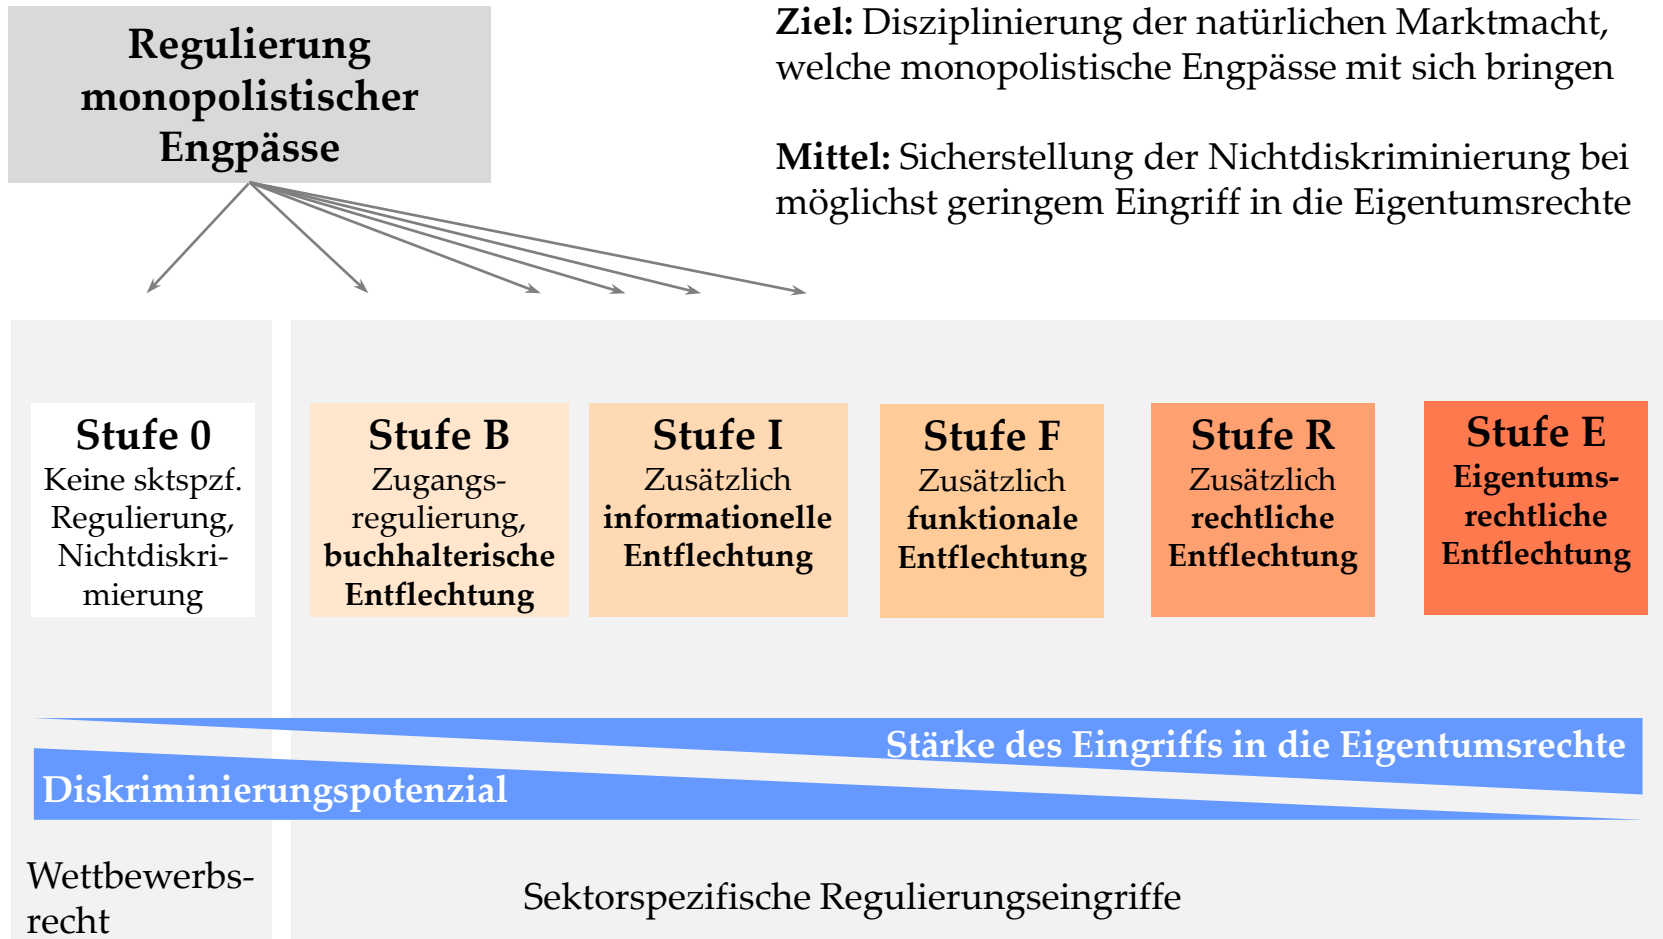 Regulierung
monopolistischer
Engpässe
Ziel: Disziplinierung der natürlichen Marktmacht,
welche monopolistische Engpässe mit sich bringen
Mittel: Sicherstellung der Nichtdiskriminierung bei
möglichst geringem Eingriff in die Eigentumsrechte
Stufe 0
Keine sktspzf.
Regulierung,
Nichtdiskri-
mierung
Stufe B
Zugangs-
regulierung,
buchhalterische
Entflechtung
Stufe I
Zusätzlich
informationelle
Entflechtung
Stufe F
Zusätzlich
funktionale
Entflechtung
Stufe R
Zusätzlich
rechtliche
Entflechtung
Stufe E
Eigentums-
rechtliche
Entflechtung
Stärke des Eingriffs in die Eigentumsrechte
Diskriminierungspotenzial
Wettbewerbs-
recht
Sektorspezifische Regulierungseingriffe